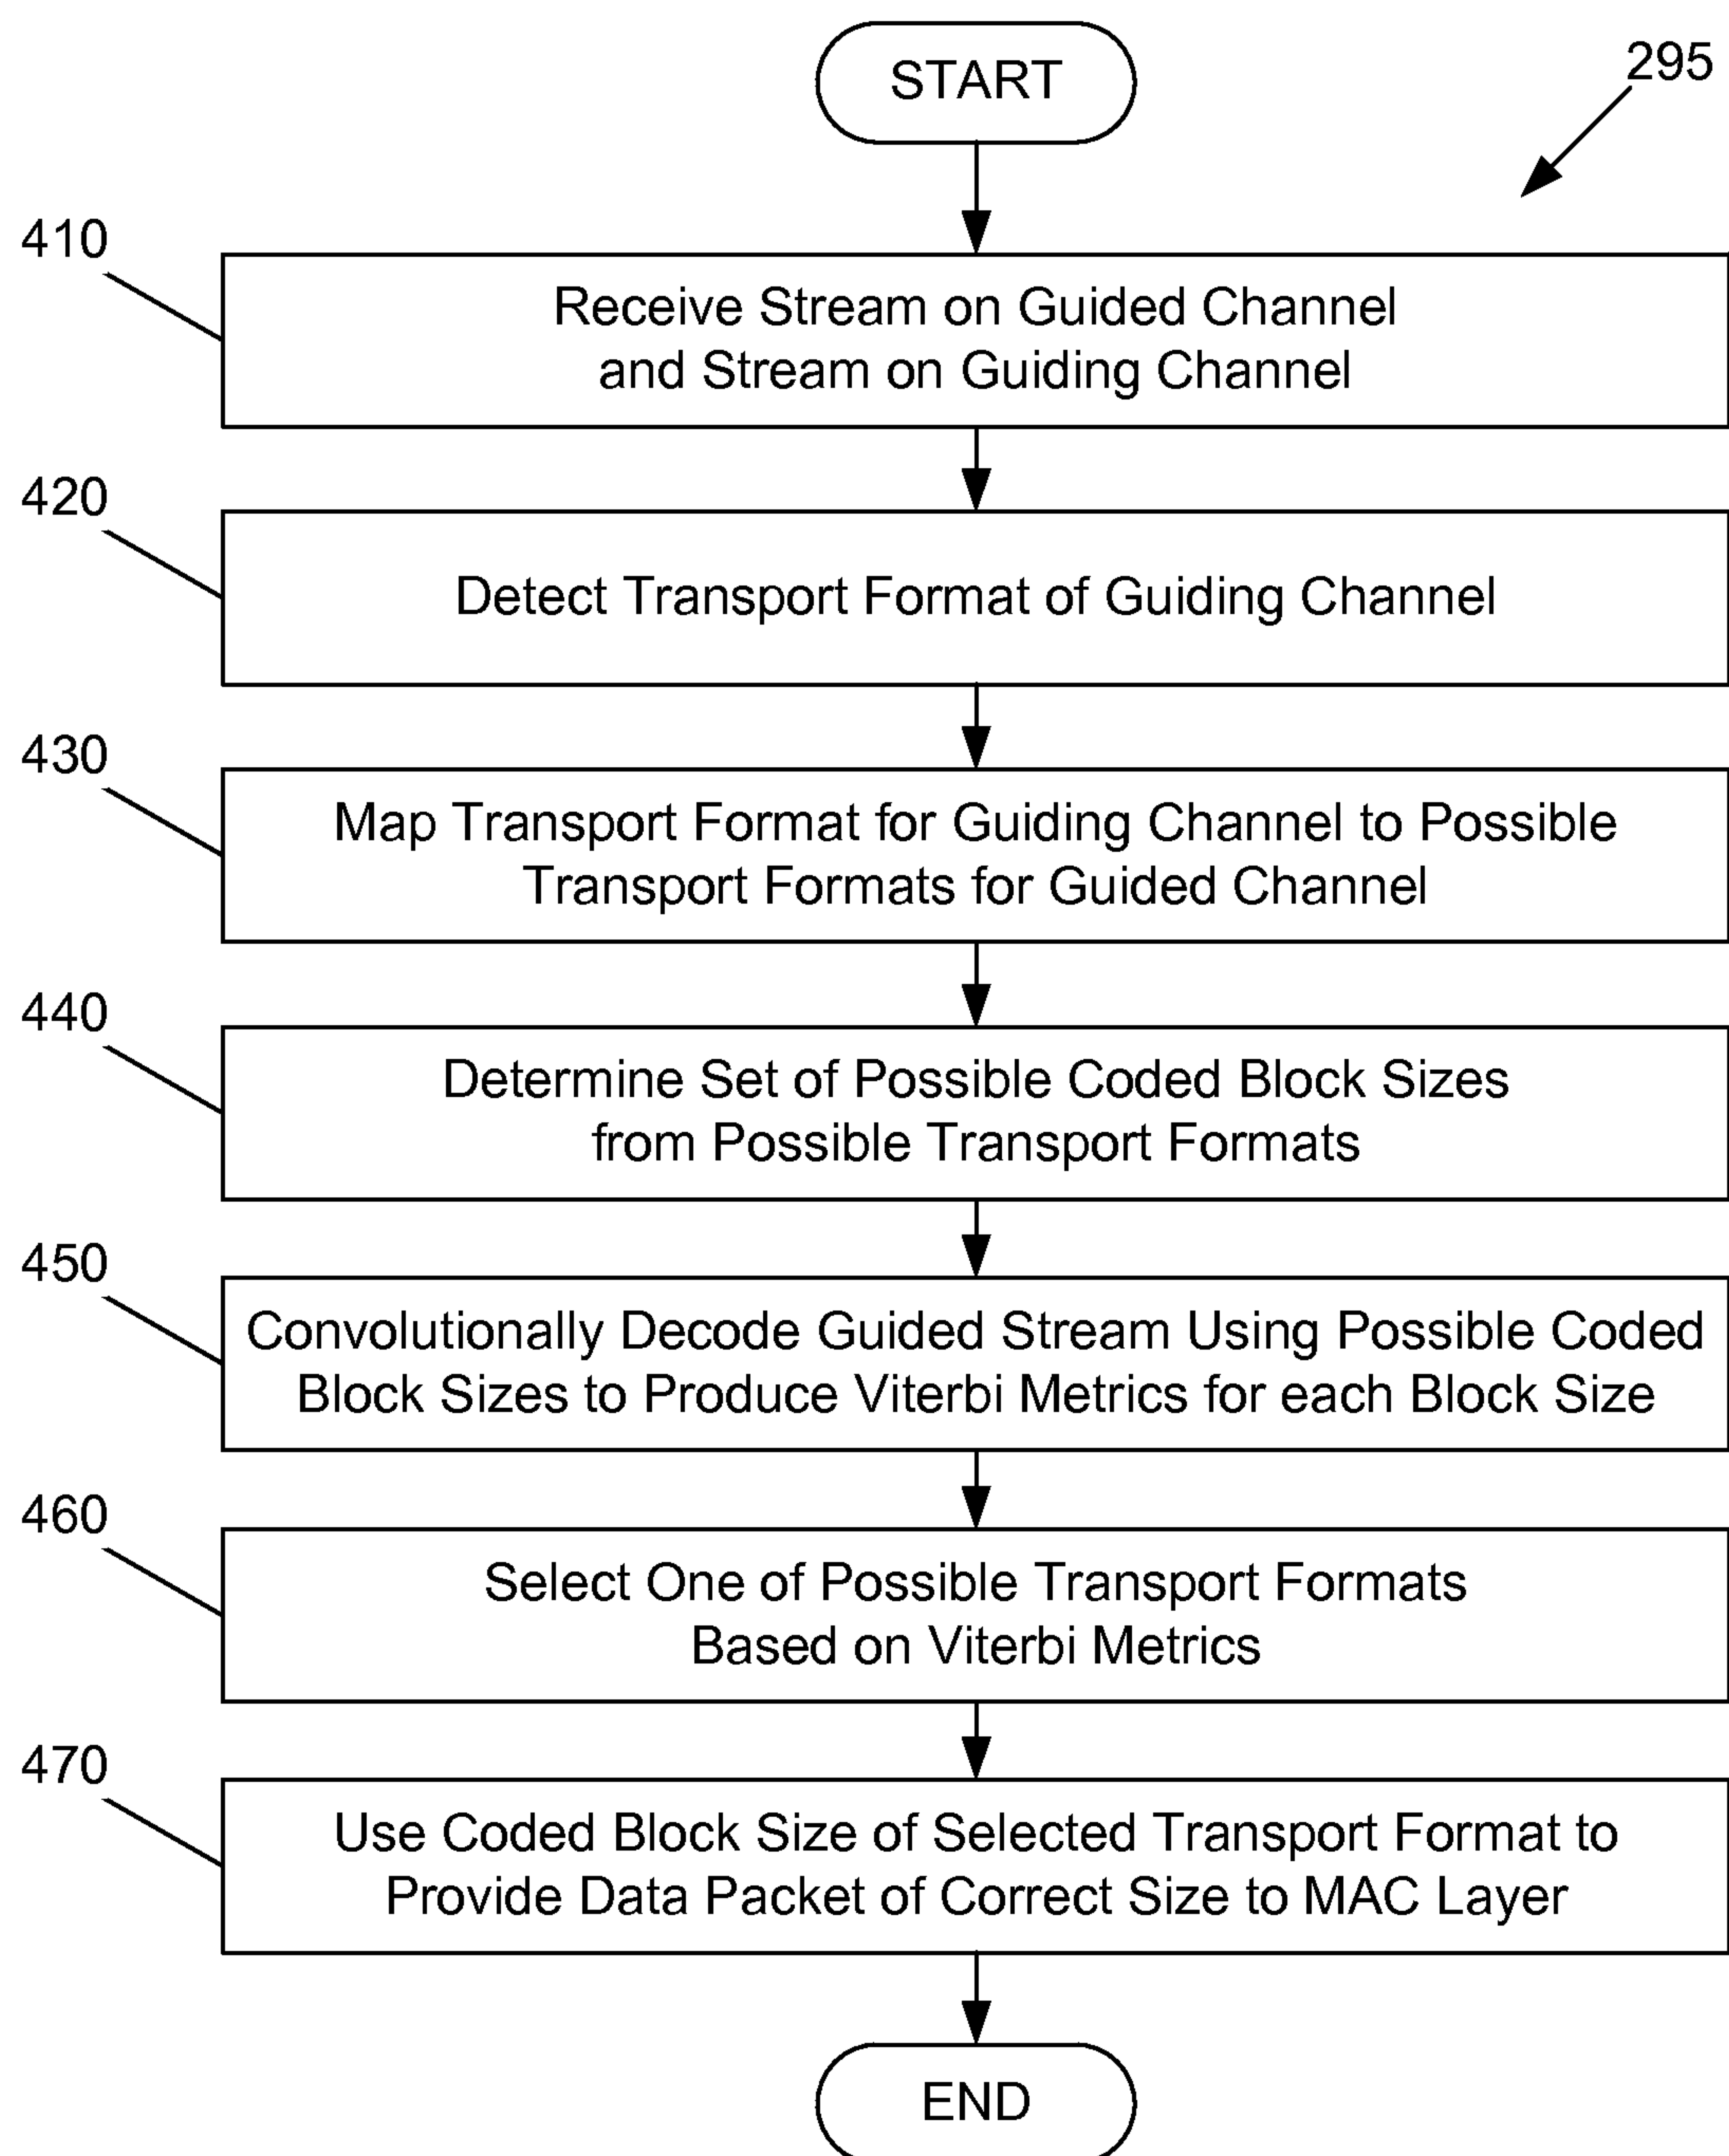 START
295
410
Receive Stream on Guided Channel
and Stream on Guiding Channel
420
Detect Transport Format of Guiding Channel
430
Map Transport Format for Guiding Channel to Possible
Transport Formats for Guided Channel
440
Determine Set of Possible Coded Block Sizes
from Possible Transport Formats
450
Convolutionally Decode Guided Stream Using Possible Coded
Block Sizes to Produce Viterbi Metrics for each Block Size
460
Select One of Possible Transport Formats
Based on Viterbi Metrics
470
Use Coded Block Size of Selected Transport Format to
Provide Data Packet of Correct Size to MAC Layer
END